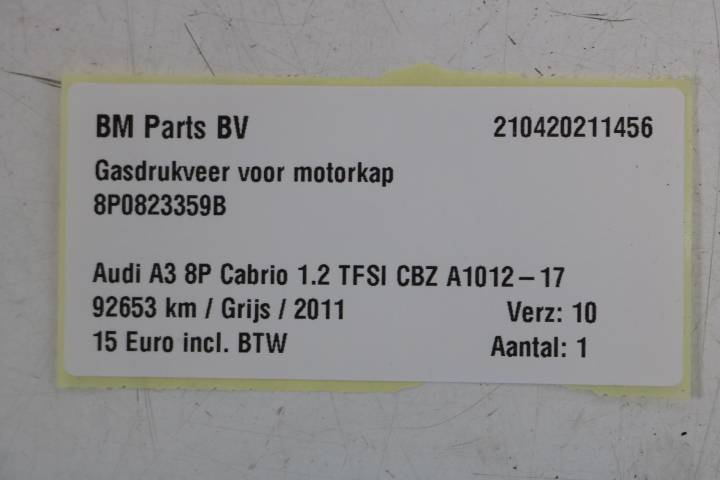 BM Parts BV 210420211456
Gasdrukveer voor motorkap
8P0823359B
Audi A3 8P Cabrio 1.2 TFSI CBZ A1012-17
92653 km / Grijs / 2011 Verz: 10
15 Euro incl. BTW Aantal: 1